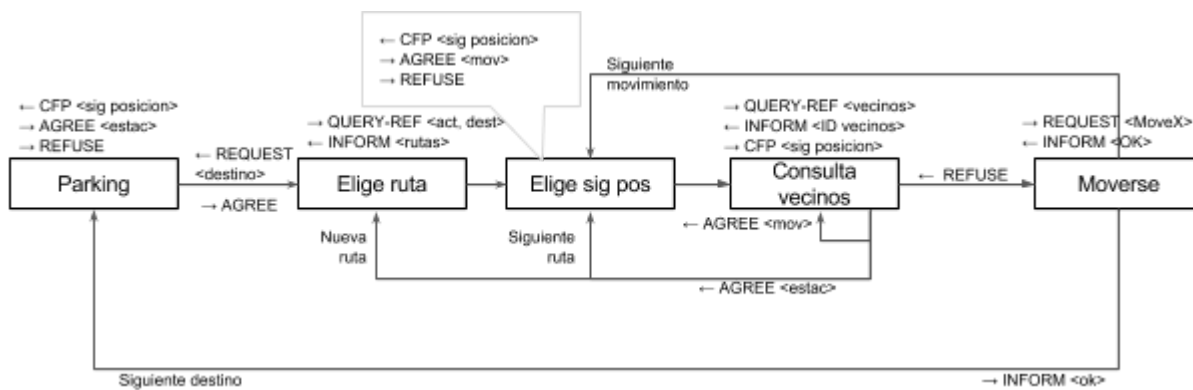 ← CFP <sig posicion>
→ AGREE <mov>
→ REFUSE
Siguiente
movimiento
← CFP <sig posicion>
→ AGREE <estac>
→ REFUSE
← REQUEST
<destino>
→ AGREE
→ QUERY-REF <act, dest>
← INFORM <rutas>
→ QUERY-REF <vecinos>
← INFORM <ID vecinos>
→ CFP <sig posicion>
→ REQUEST <MoveX>
← INFORM <OK>
Parking
Elige ruta
Elige sig pos
Consulta
vecinos
← REFUSE
Moverse
Nueva
ruta
Siguiente
ruta
← AGREE <mov>
← AGREE <estac>
Siguiente destino
→ INFORM <ok>